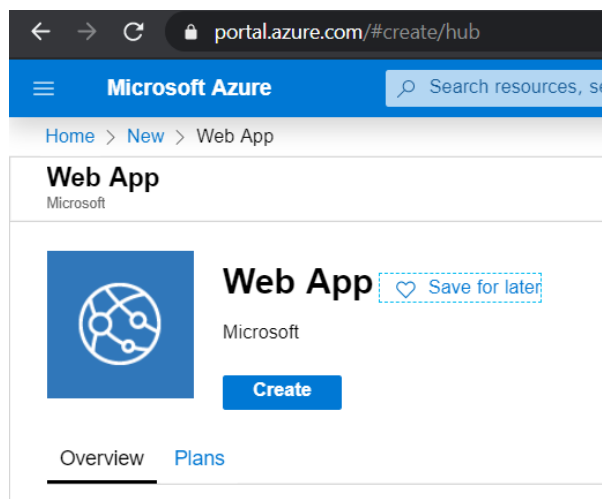 portal.azure.com/#create/hub
Microsoft Azure Search resources, se
Home > New > Web App
Web App
Microsoft
Web App Save for later
Microsoft
Create
Overview Plans